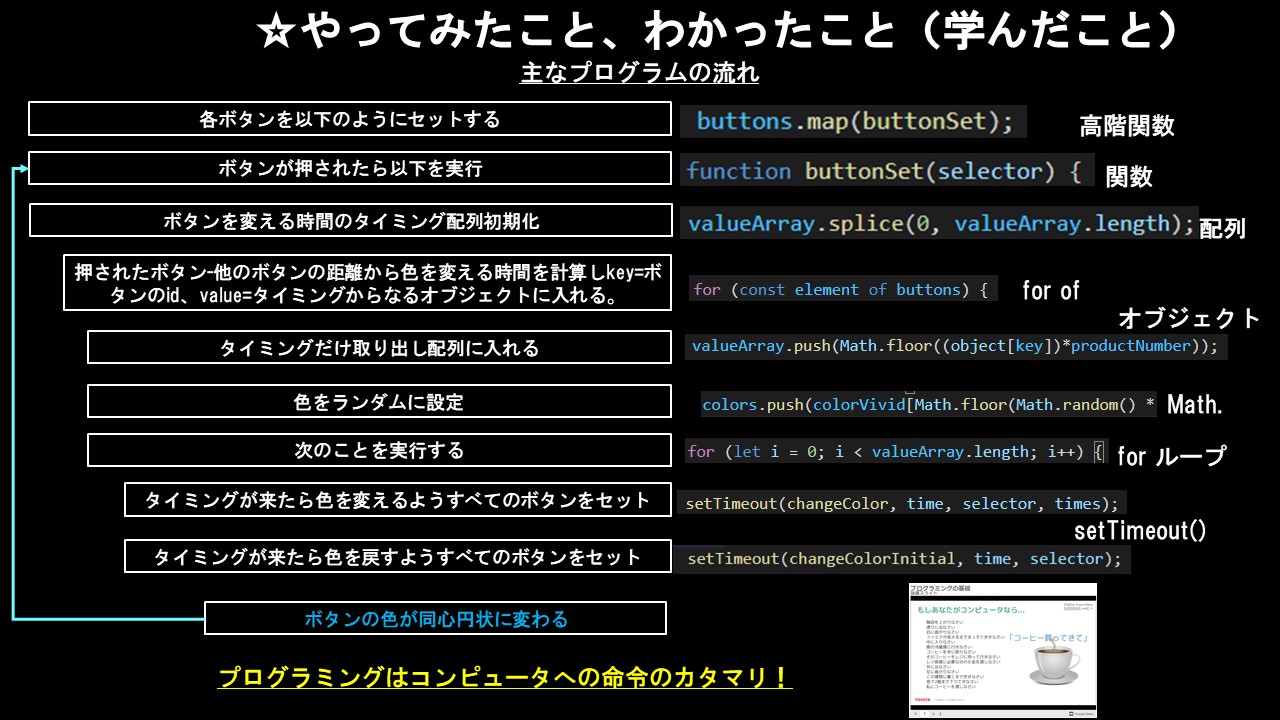 ☆やってみたこと、わかったこと（学んだこと）
主なプログラムの流れ
各ボタンを以下のようにセットする
buttons.map(buttonSet);
高階関数
ボタンが押されたら以下を実行
function buttonSet(selector) {
関数
ボタンを変える時間のタイミング配列初期化
valueArray.splice(0, valueArray.length);
配列
押されたボタン-他のボタンの距離から色を変える時間を計算しkey=ボ
タンのid、value=タイミングからなるオブジェクトに入れる。
for (const element of buttons) {
for of
オブジェクト
タイミングだけ取り出し配列に入れる
valueArray.push(Math.floor((object[key])*productNumber));
色をランダムに設定
colors.push(colorVivid[Math.floor(Math.random() *
Math.
次のことを実行する
for (let i = 0; i < valueArray.length; i++) {
for ループ
タイミングが来たら色を変えるようすべてのボタンをセット
setTimeout(changeColor, time, selector, times);
setTimeout()
タイミングが来たら色を戻すようすべてのボタンをセット
setTimeout(changeColorInitial, time, selector);
ボタンの色が同心円状に変わる
プログラミングはコンピュータへの命令のカタマリ！
プログラミングの基礎
もしあなたがコンピュータなら...
「コーヒー買ってきて」
TOYOTA